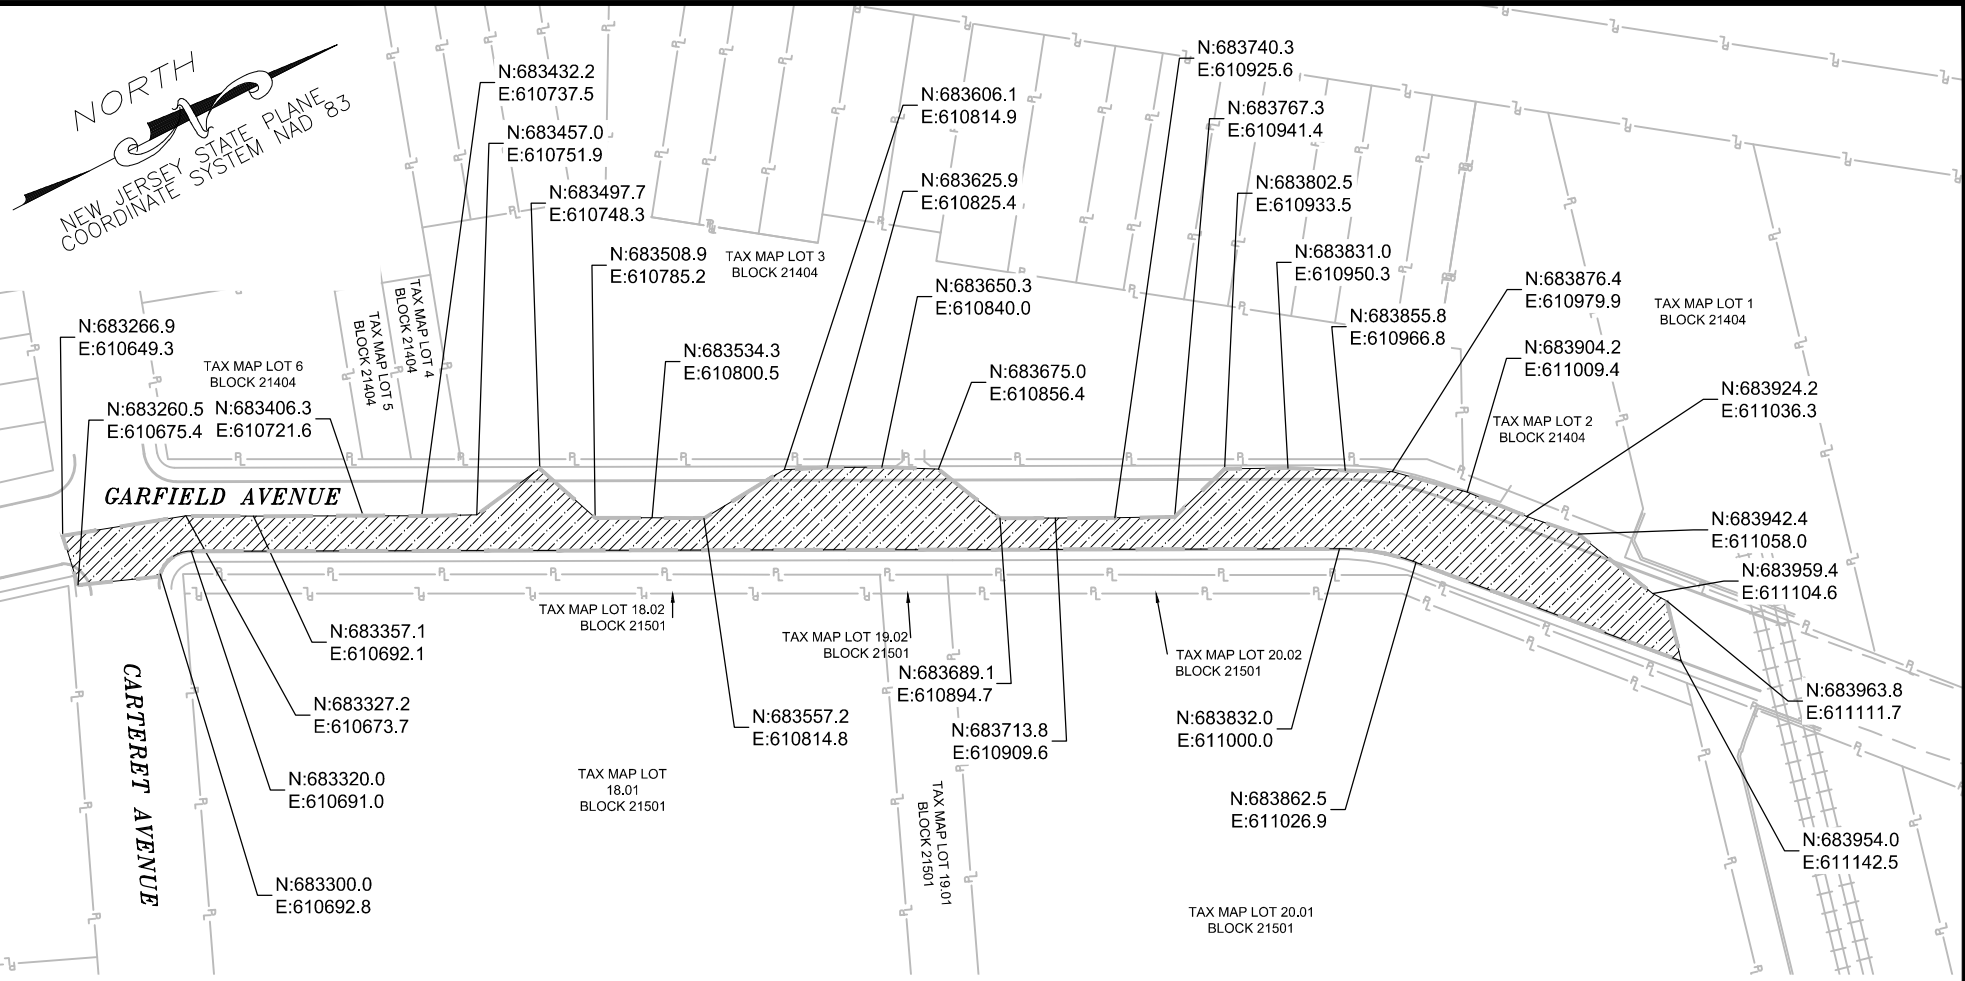 NORTH
NEW JERSEY STATE PLANE
COORDINATE SYSTEM NAD 83
N:683432.2
E:610737.5
N:683457.0
E:610751.9
N:683497.7
E:610748.3
N:683508.9
E:610785.2
TAX MAP LOT 3
BLOCK 21404
N:683606.1
E:610814.9
N:683625.9
E:610825.4
N:683650.3
E:610840.0
N:683740.3
E:610925.6
N:683767.3
E:610941.4
N:683802.5
E:610933.5
N:683831.0
E:610950.3
N:683855.8
E:610966.8
N:683876.4
E:610979.9
TAX MAP LOT 1
BLOCK 21404
N:683904.2
E:611009.4
N:683924.2
E:611036.3
TAX MAP LOT 2
BLOCK 21404
N:683266.9
E:610649.3
TAX MAP LOT 6
BLOCK 21404
TAX MAP LOT 5
BLOCK 21404
TAX MAP LOT 4
BLOCK 21404
N:683534.3
E:610800.5
N:683675.0
E:610856.4
N:683260.5
E:610675.4
N:683406.3
E:610721.6
GARFIELD AVENUE
N:683942.4
E:611058.0
N:683959.4
E:611104.6
N:683357.1
E:610692.1
TAX MAP LOT 18.02
BLOCK 21501
TAX MAP LOT 19.02
BLOCK 21501
TAX MAP LOT 20.02
BLOCK 21501
N:683689.1
E:610894.7
N:683963.8
E:611111.7
N:683327.2
E:610673.7
N:683557.2
E:610814.8
N:683713.8
E:610909.6
N:683832.0
E:611000.0
CARTERET AVENUE
N:683320.0
E:610691.0
TAX MAP LOT
18.01
BLOCK 21501
TAX MAP LOT 19.01
BLOCK 21501
N:683862.5
E:611026.9
N:683954.0
E:611142.5
N:683300.0
E:610692.8
TAX MAP LOT 20.01
BLOCK 21501